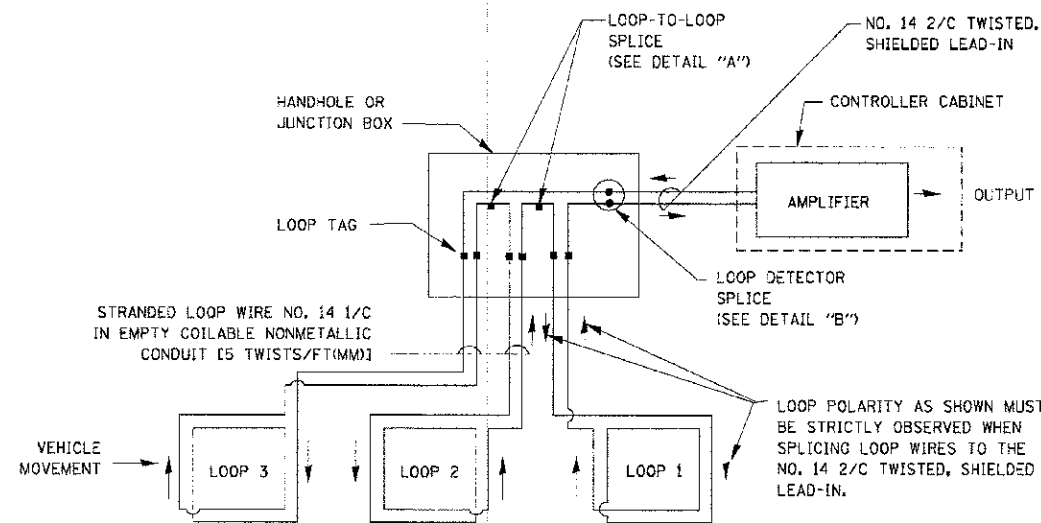 LOOP-TO-LOOP
SPLICE
(SEE DETAIL "A")
NO. 14 2/C TWISTED,
SHIELDED LEAD-IN
HANDHOLE OR
JUNCTION BOX
CONTROLLER CABINET
AMPLIFIER
OUTPUT
LOOP TAG
LOOP DETECTOR
SPLICE
(SEE DETAIL "B")
STRANDED LOOP WIRE NO. 14 1/C
IN EMPTY COILABLE NONMETALLIC
CONDUIT [5 TWISTS/FT(MM)]
LOOP POLARITY AS SHOWN MUST
BE STRICTLY OBSERVED WHEN
SPLICING LOOP WIRES TO THE
NO. 14 2/C TWISTED, SHIELDED
LEAD-IN.
VEHICLE
MOVEMENT
LOOP 3
LOOP 2
LOOP 1